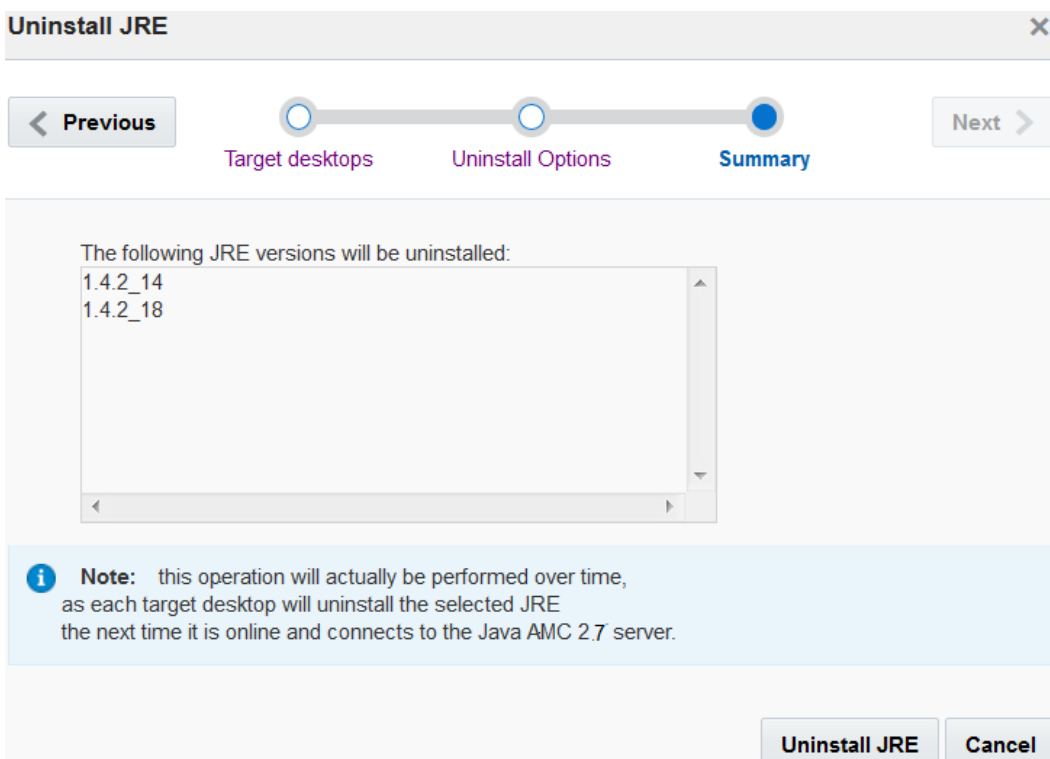 Uninstall JRE
Previous
Next
Target desktops
Uninstall Options
Summary
The following JRE versions will be uninstalled:
1.4.2_14
1.4.2_18
Note: this operation will actually be performed over time,
as each target desktop will uninstall the selected JRE
the next time it is online and connects to the Java AMC 2.7 server.
Uninstall JRE
Cancel